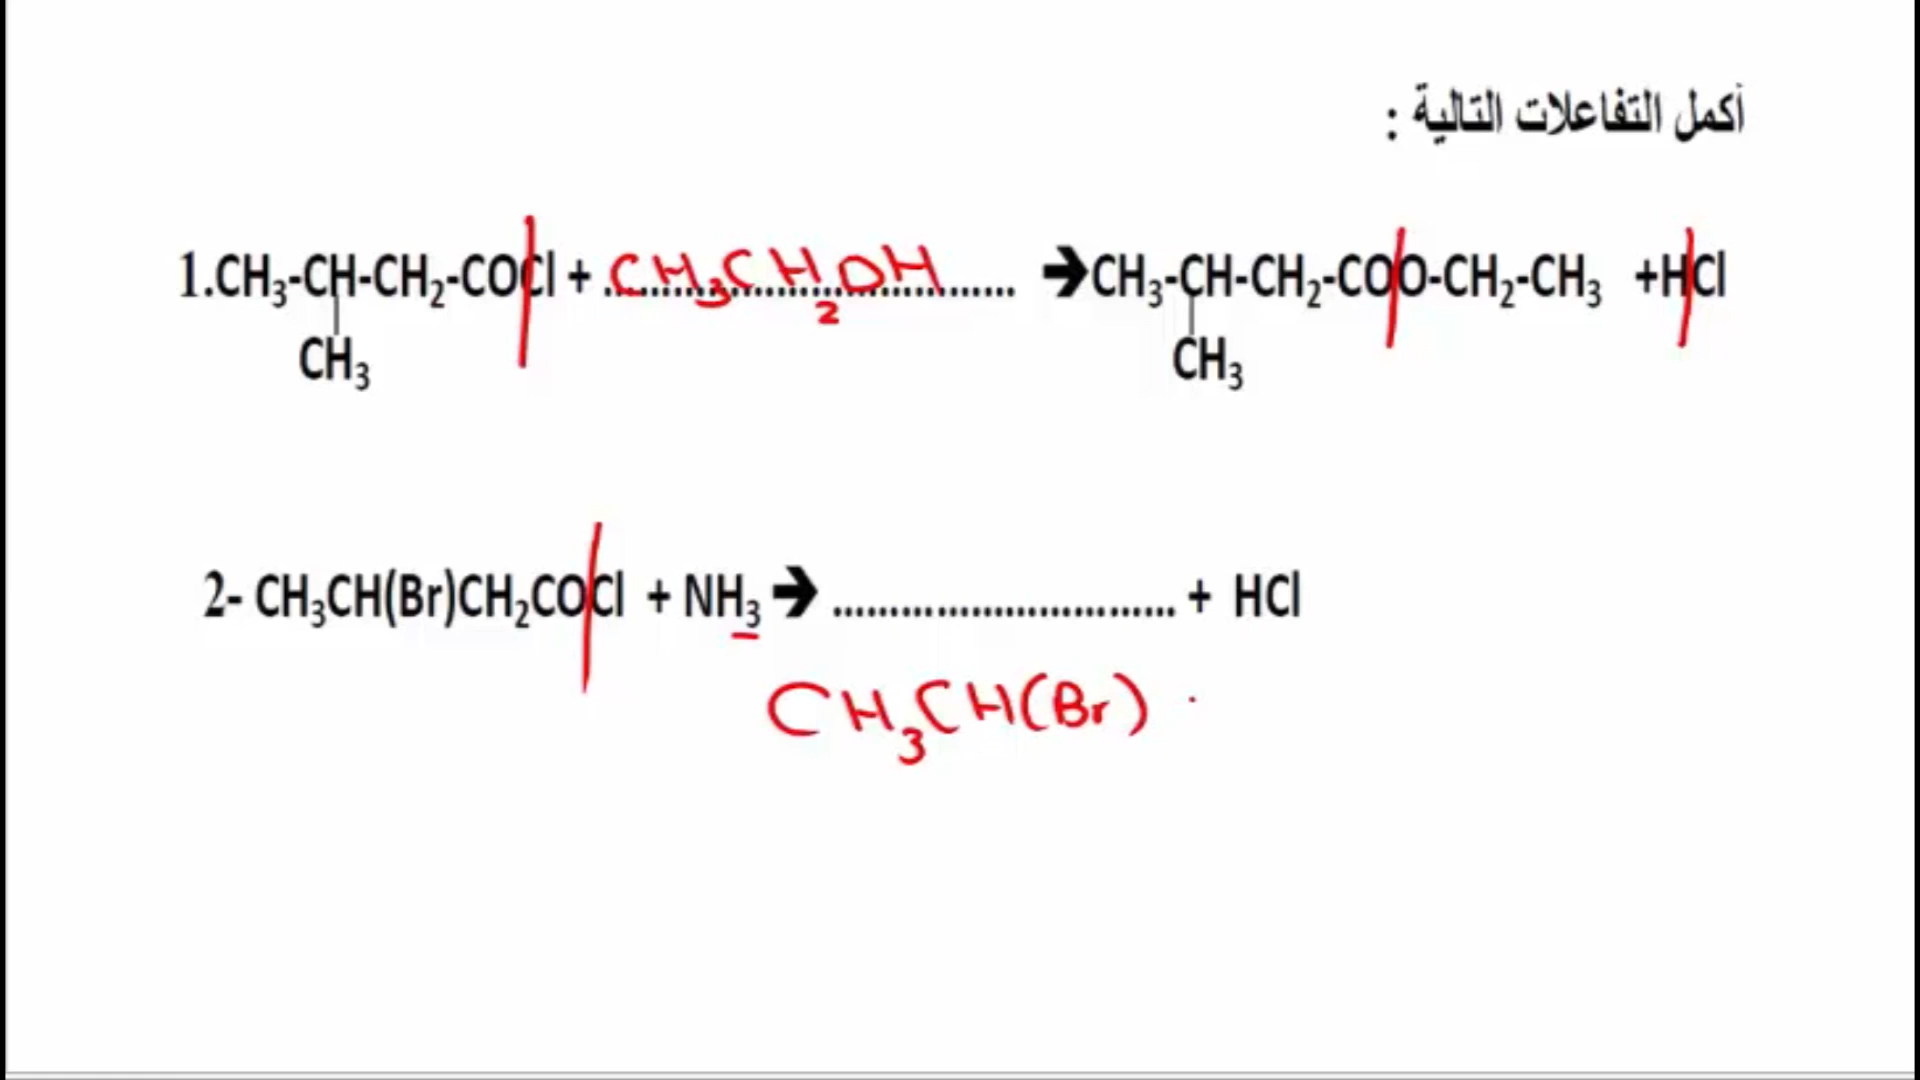 أكمل التفاعلات التالية :
1.CH₃-CH-CH₂-COCl + CH₃CH₂OH.............. ➔CH₃-CH-CH₂-COO-CH₂-CH₃ +HCl
CH₃ CH₃
2- CH₃CH(Br)CH₂COCl + NH₃➔ .............................. + HCl
CH₃CH(Br)